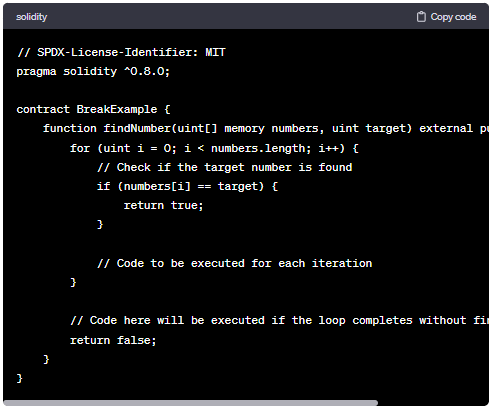 solidity
Copy code
// SPDX-License-Identifier: MIT
pragma solidity ^0.8.0;
contract BreakExample {
function findNumber(uint[] memory numbers, uint target) external
for (uint i = 0; i < numbers.length; i++) {
// Check if the target number is found
if (numbers[i] == target) {
return true;
}
// Code to be executed for each iteration
}
// Code here will be executed if the loop completes without
return false;
}
}